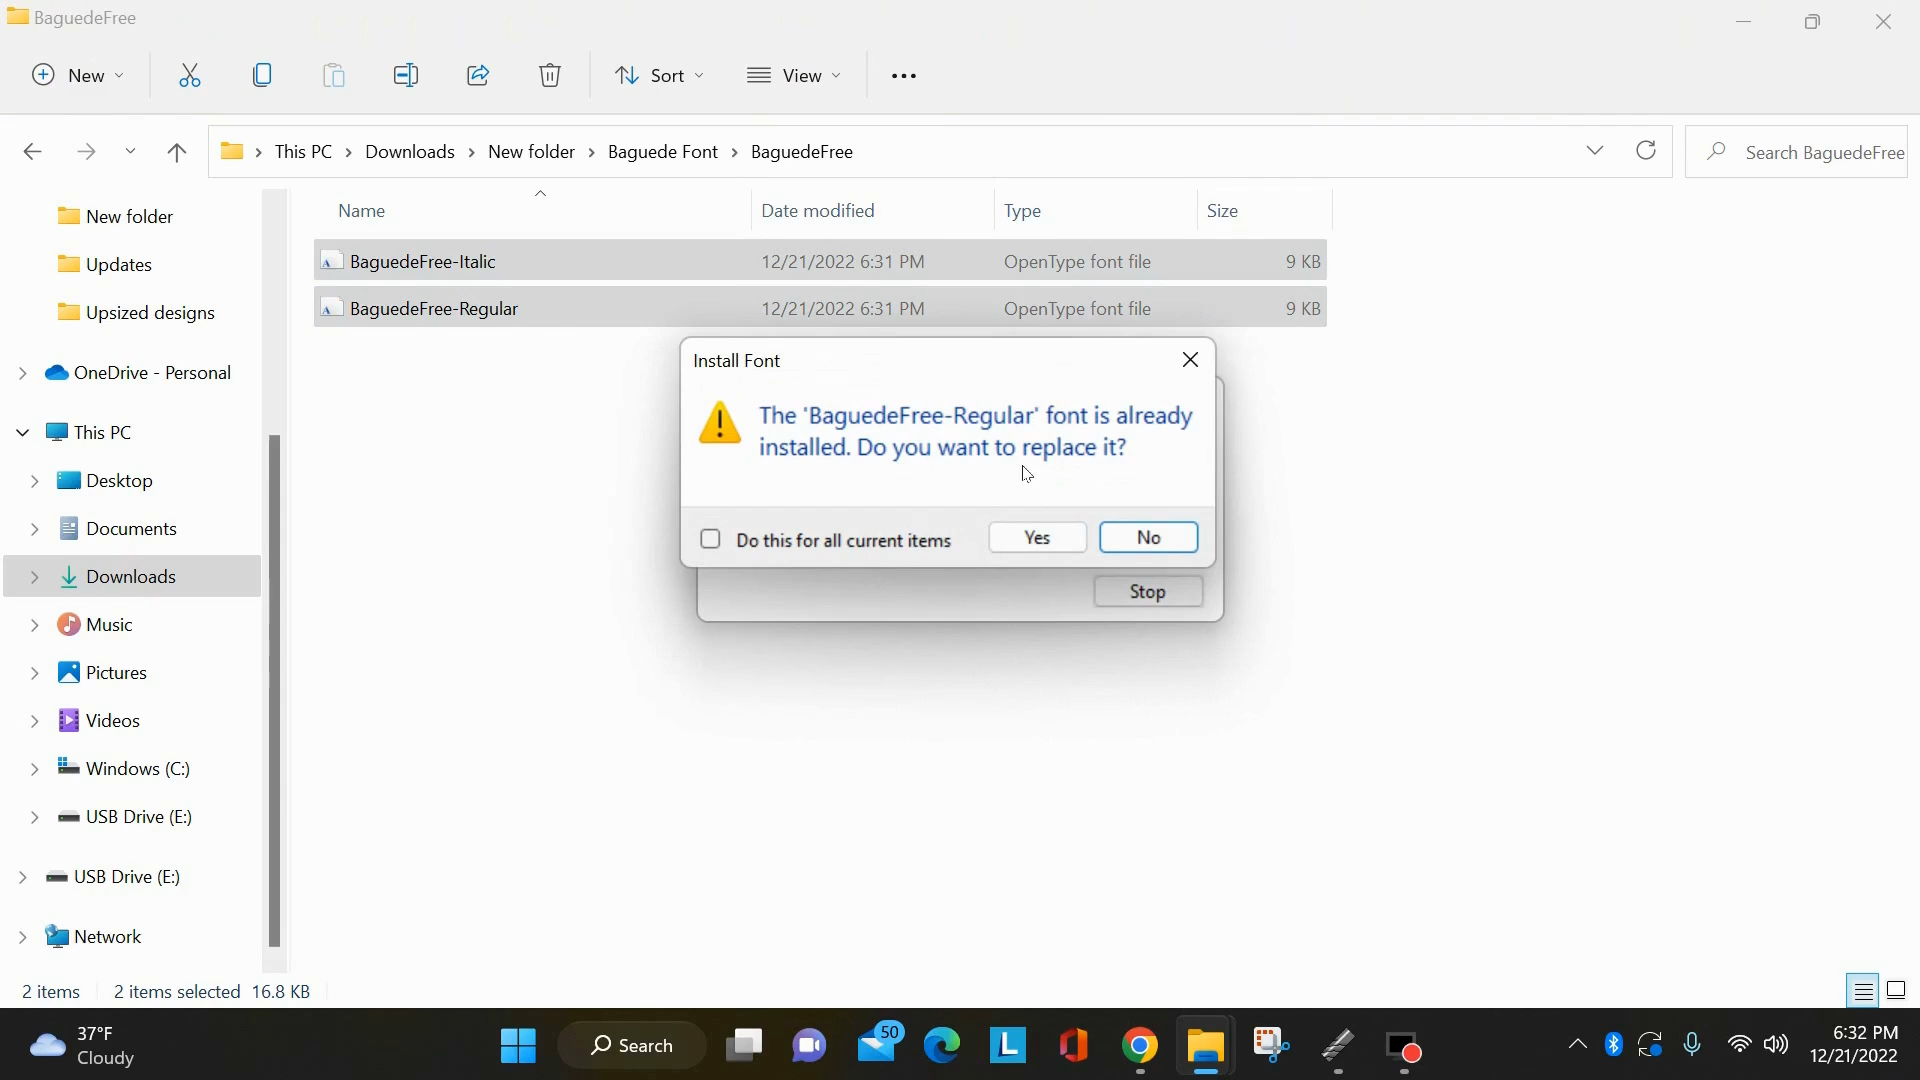 BaguedeFree
New
Sort
View
This PC
Downloads
New folder
Baguede Font
BaguedeFree
Search BaguedeFree
Name
Date modified
Type
Size
BaguedeFree-Italic
12/21/2022 6:31 PM
OpenType font file
9 KB
BaguedeFree-Regular
12/21/2022 6:31 PM
OpenType font file
9 KB
New folder
Updates
Upsized designs
OneDrive - Personal
This PC
Desktop
Documents
Downloads
Music
Pictures
Videos
Windows (C:)
USB Drive (E:)
USB Drive (E:)
Network
Install Font
The 'BaguedeFree-Regular' font is already
installed. Do you want to replace it?
Do this for all current items
Yes
No
Stop
2 items
2 items selected 16.8 KB
37°F
Cloudy
Search
50
L
6:32 PM
12/21/2022